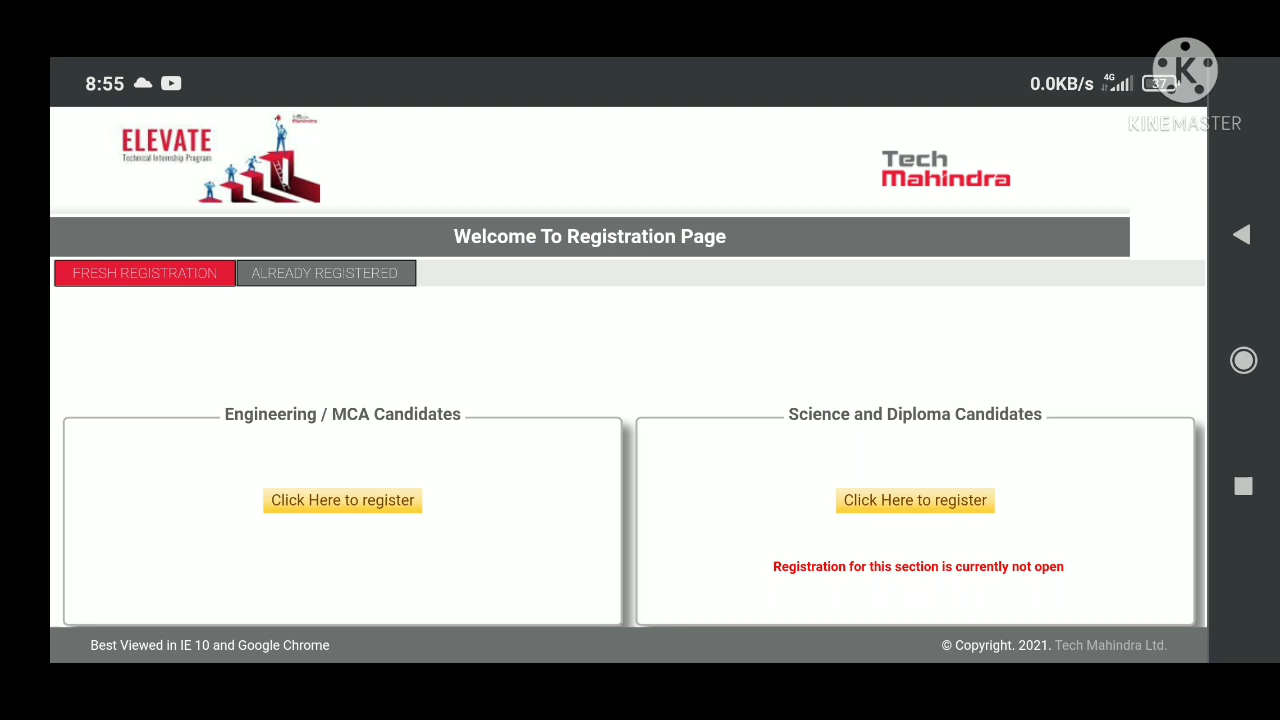 8:55
0.0KB/s 4G 37
K
KINEMASTER
ELEVATE
Technical Internship Program
Tech
Mahindra
Welcome To Registration Page
FRESH REGISTRATION ALREADY REGISTERED
Engineering / MCA Candidates
Click Here to register
Science and Diploma Candidates
Click Here to register
Registration for this section is currently not open
Best Viewed in IE 10 and Google Chrome
© Copyright. 2021. Tech Mahindra Ltd.